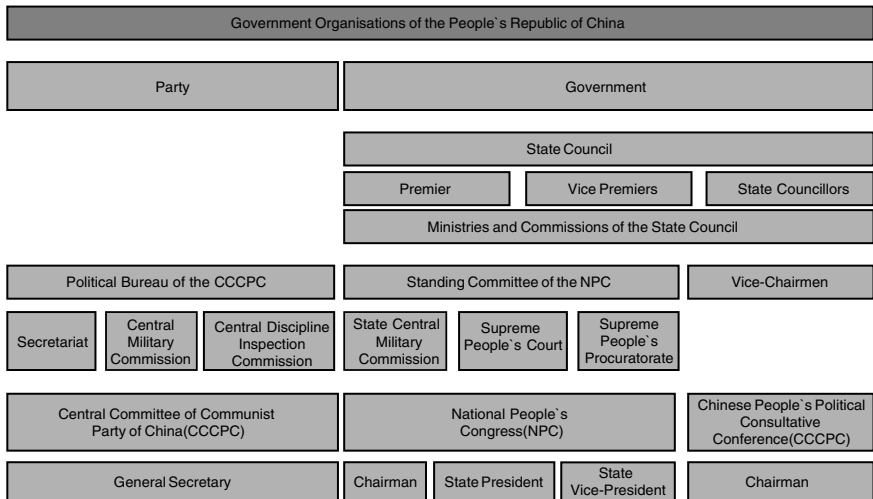 Government Organisations of the People`s Republic of China
Party
Government
State Council
Premier
Vice Premiers
State Councillors
Ministries and Commissions of the State Council
Political Bureau of the CCCPC
Standing Committee of the NPC
Vice-Chairmen
Secretariat
Central
Military
Commission
Central Discipline
Inspection
Commission
State Central
Military
Commission
Supreme
People`s Court
Supreme
People`s
Procuratorate
Central Committee of Communist
Party of China(CCCPC)
National People`s
Congress(NPC)
Chinese People`s Political
Consultative
Conference(CCCPC)
General Secretary
Chairman
State President
State
Vice-President
Chairman